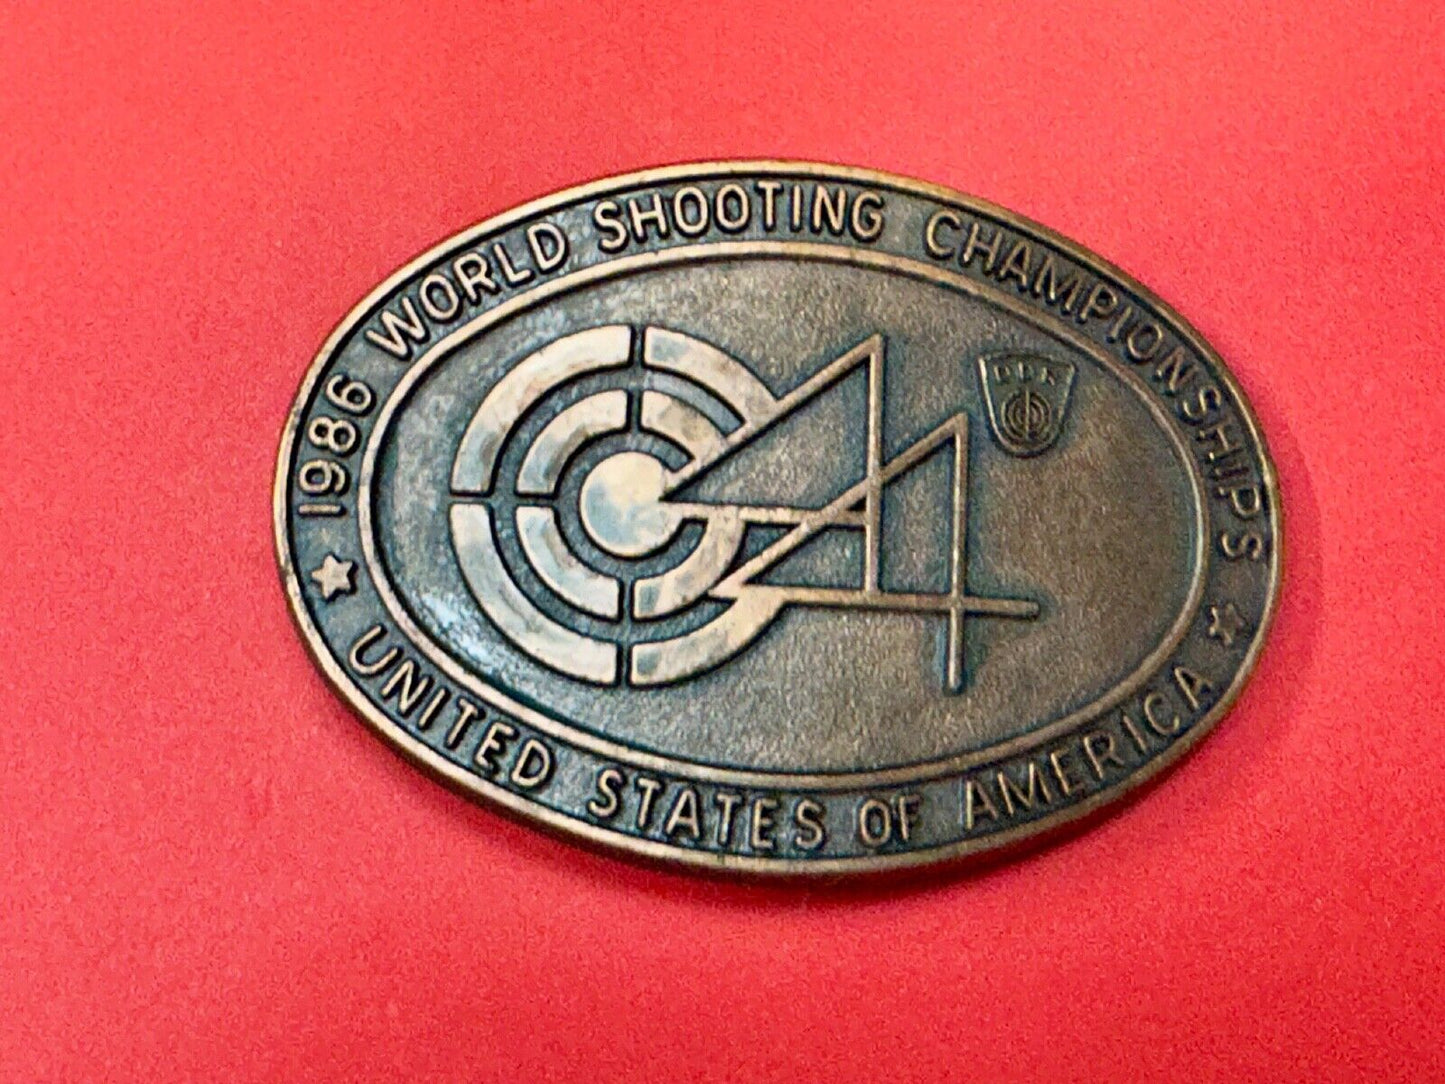 1986 WORLD SHOOTING CHAMPIONSHIPS
UNITED STATES OF AMERICA